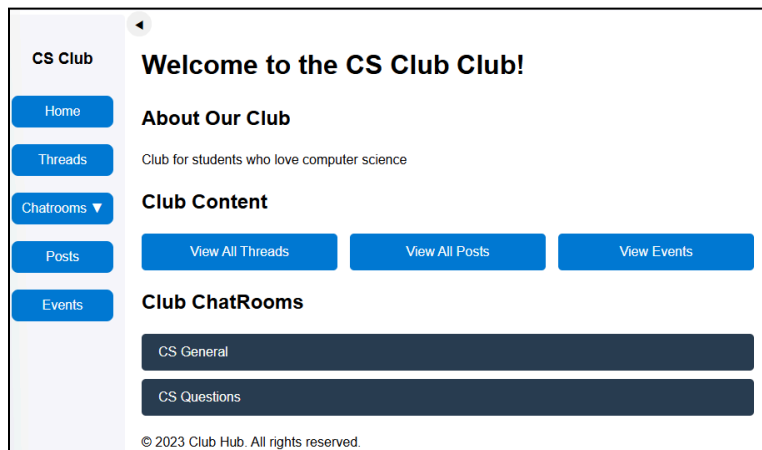 ◄
CS Club
Home
Threads
Chatrooms ▼
Posts
Events
Welcome to the CS Club Club!
About Our Club
Club for students who love computer science
Club Content
View All Threads
View All Posts
View Events
Club ChatRooms
CS General
CS Questions
© 2023 Club Hub. All rights reserved.